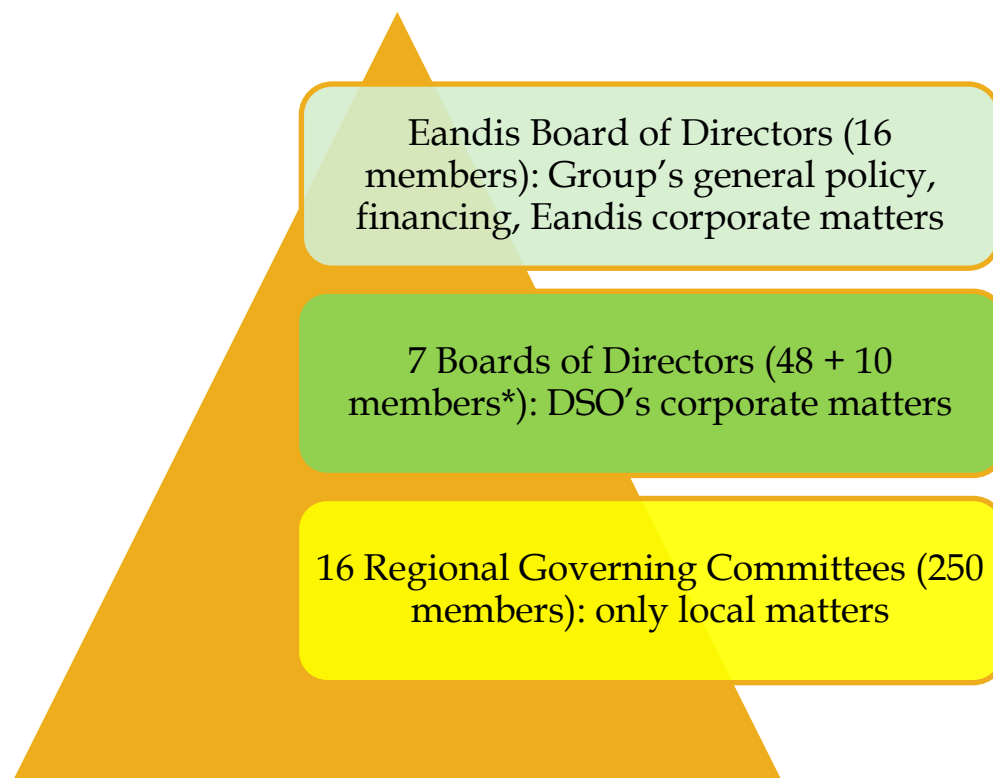 Eandis Board of Directors (16
members): Group’s general policy,
financing, Eandis corporate matters
7 Boards of Directors (48 + 10
members*): DSO’s corporate matters
16 Regional Governing Committees (250
members): only local matters